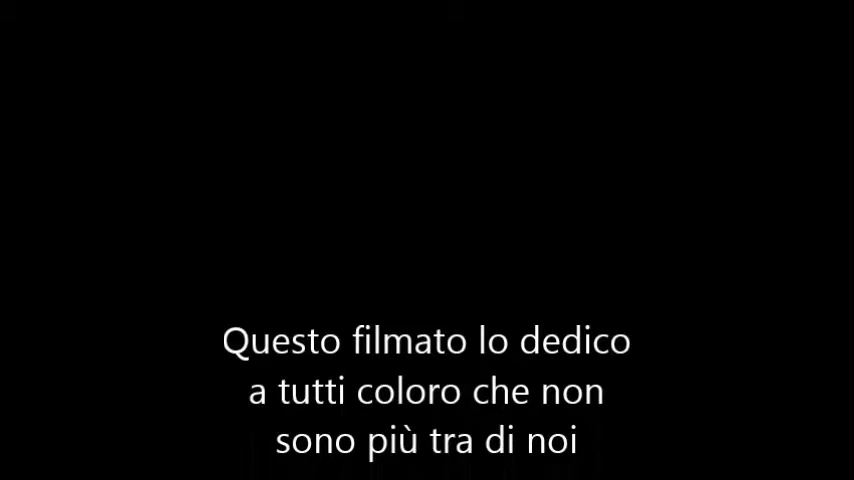 Questo filmato lo dedico
a tutti coloro che non
sono più tra di noi